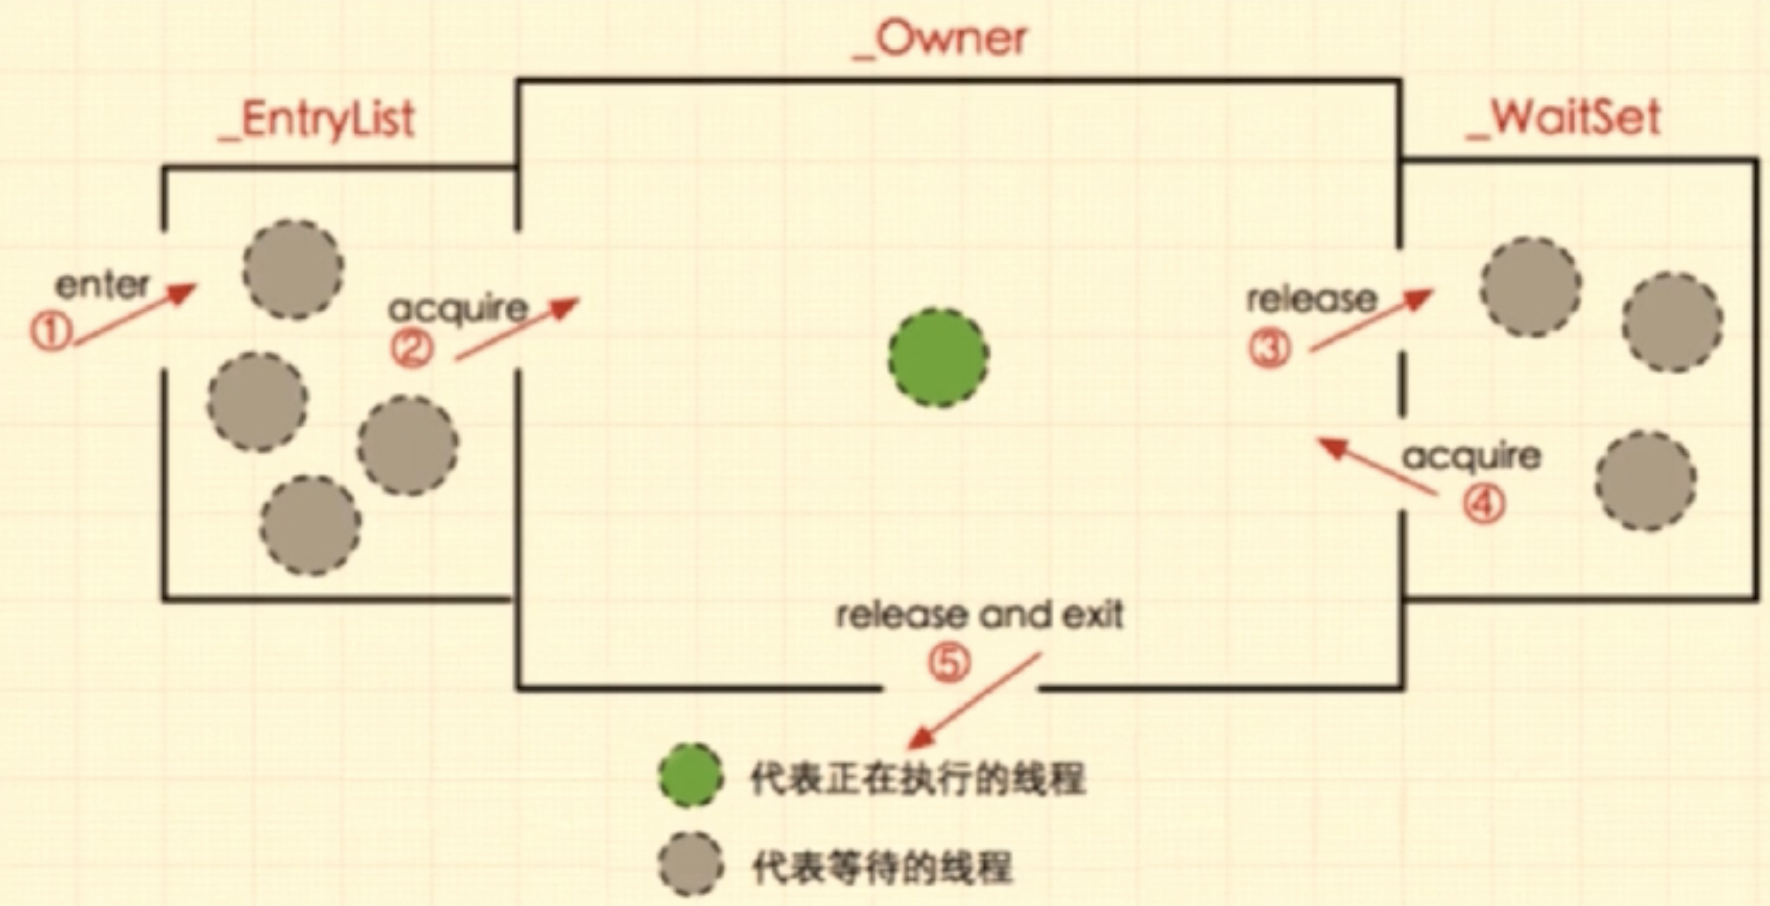 _Owner
_EntryList
_WaitSet
enter
①
acquire
②
release
③
acquire
④
release and exit
⑤
代表正在执行的线程
代表等待的线程